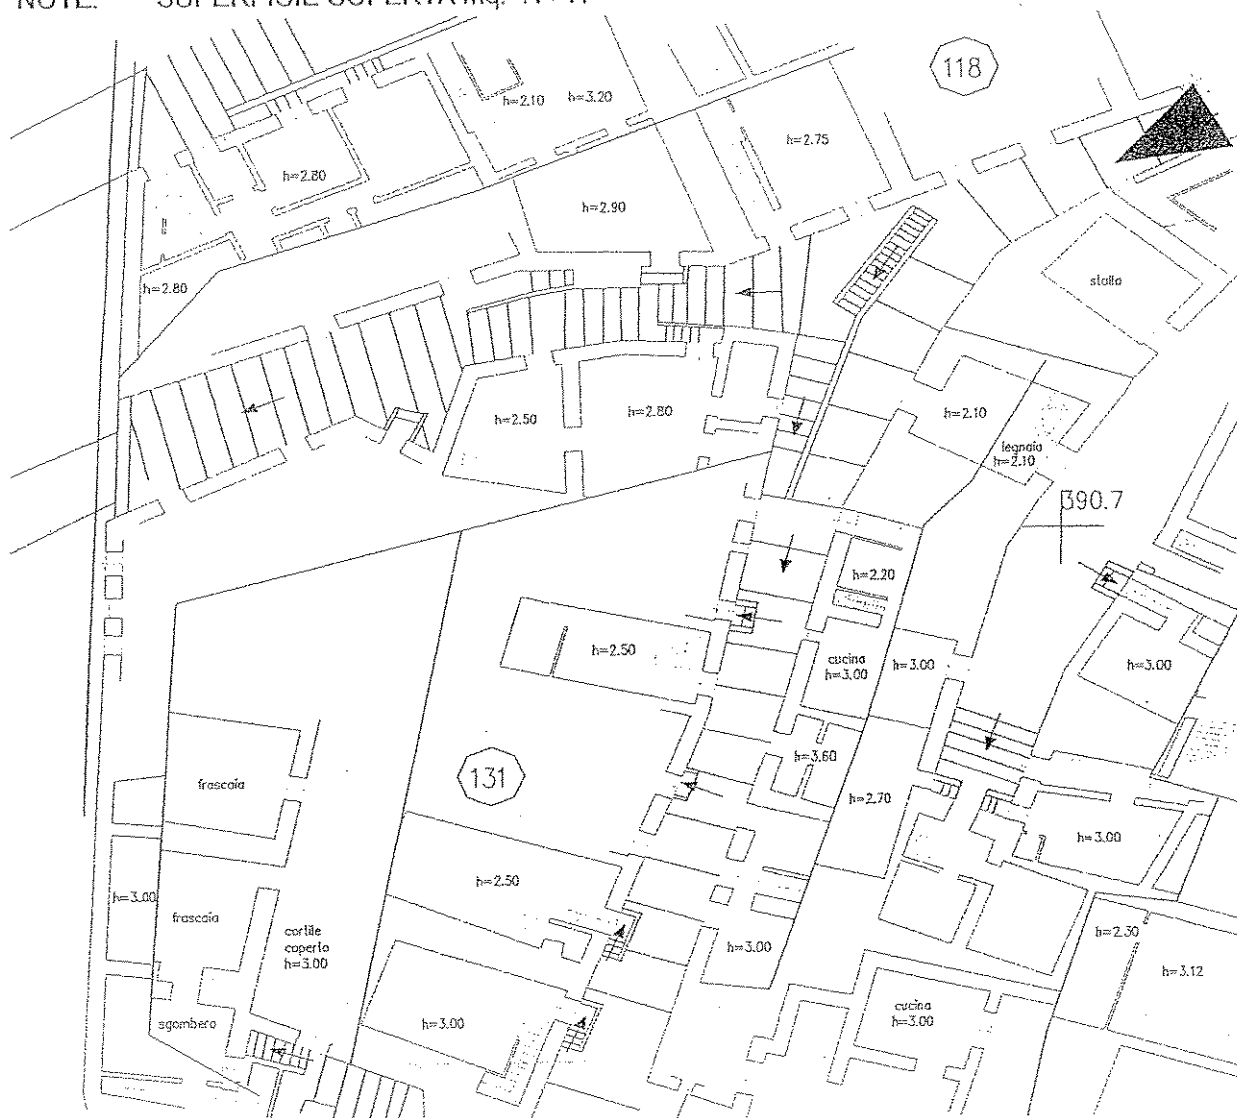 NOTE:
118
h=2.10 h=3.20
h=2.75
h=2.80
h=2.90
stalla
h=2.80
h=2.50
h=2.80
h=2.10
legnaia
h=2.10
390.7
h=2.20
h=2.50
cucina
h=3.00
h=3.00
h=3.00
131
h=3.60
frascaia
h=2.70
h=3.00
h=2.50
h=3.00
frascaia
cortile
coperto
h=3.00
h=3.00
h=2.30
h=3.12
sgombero
h=3.00
cucina
h=3.00